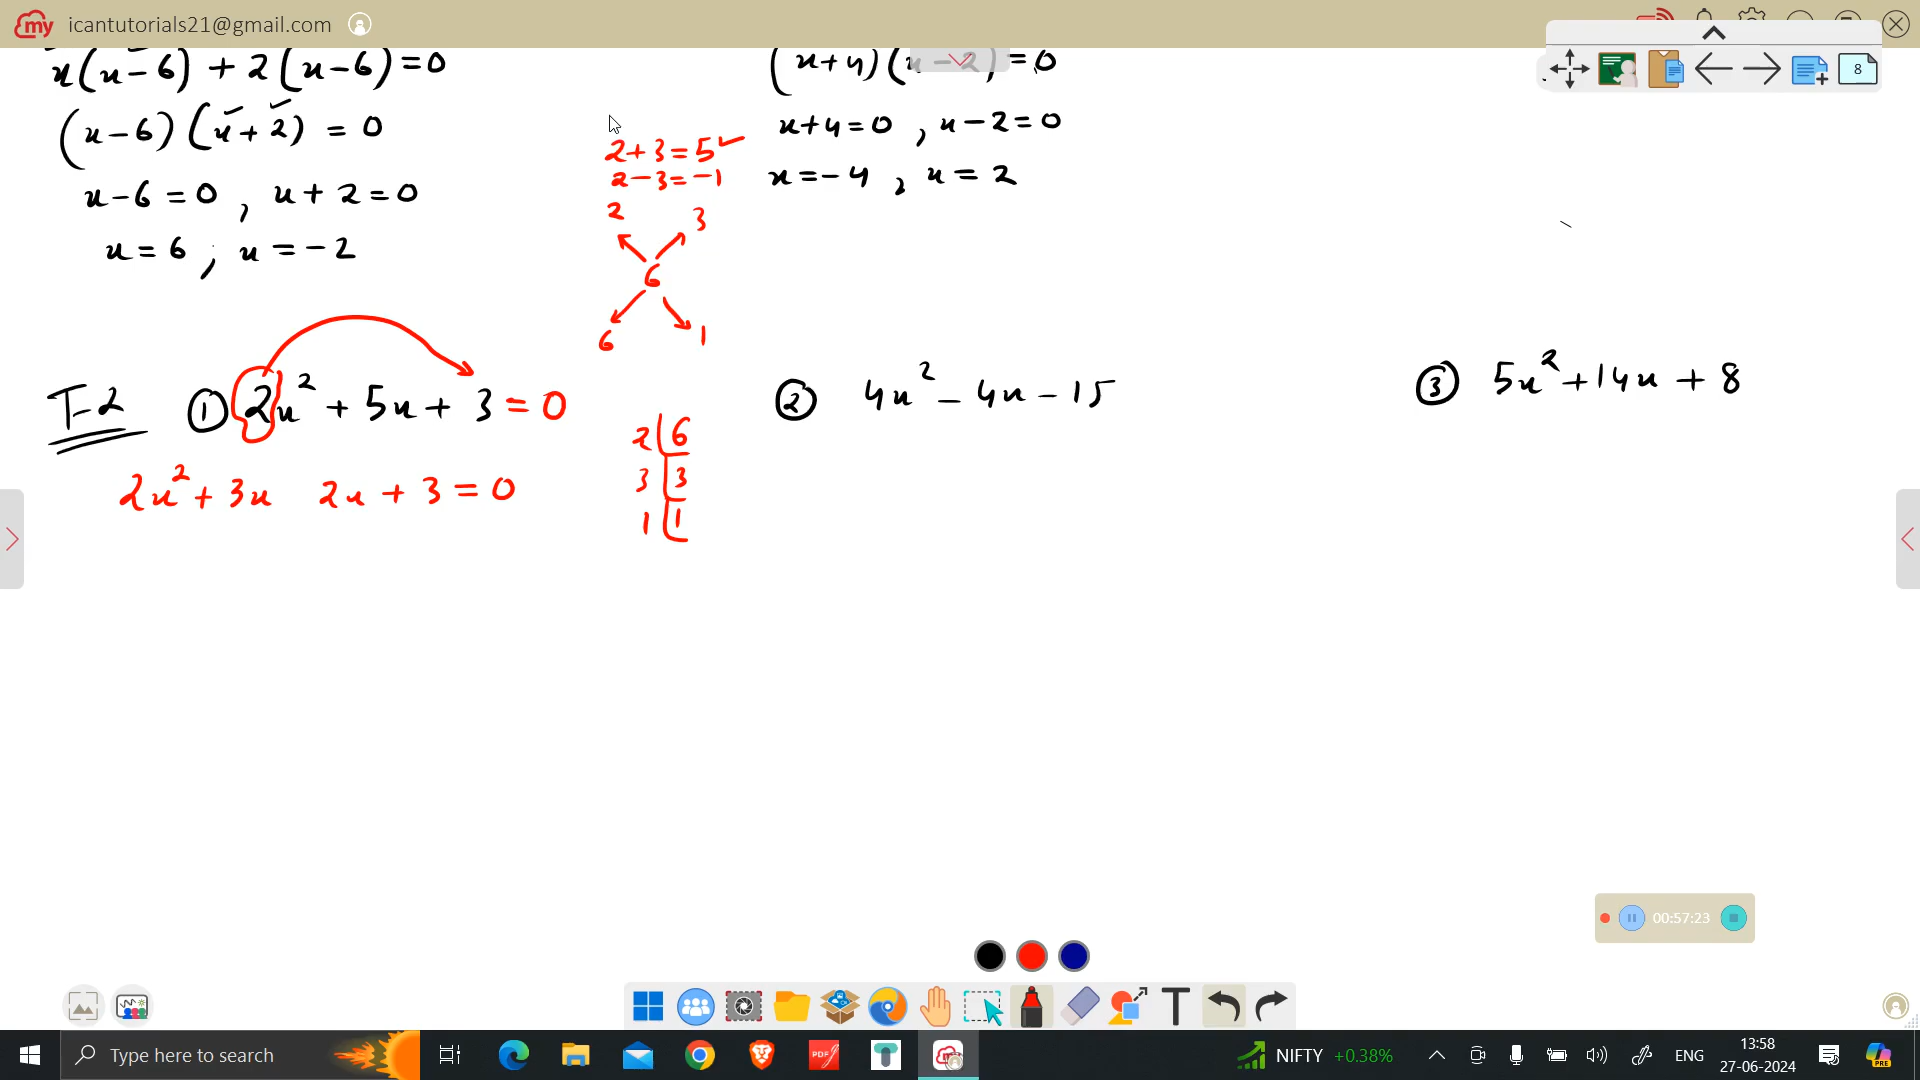 my icantutorials21@gmail.com
x(x-6) + 2(x-6) = 0
(x-6)(x+2) = 0
x-6 = 0 , x+2 = 0
x = 6 ; x = -2
(x+4)(x-2) = 0
x+4 = 0 , x-2 = 0
x = -4 , x = 2
2+3 = 5 ✓
2-3 = -1
2 3
6
6 1
T-2 ① 2x² + 5x + 3 = 0
2x² + 3x 2x + 3 = 0
2 | 6
3 | 3
1 | 1
② 4x² - 4x - 15
③ 5x² + 14x + 8
8
00:57:23
T
Type here to search
PDF
T
NIFTY +0.38%
ENG
13:58
27-06-2024
PRE